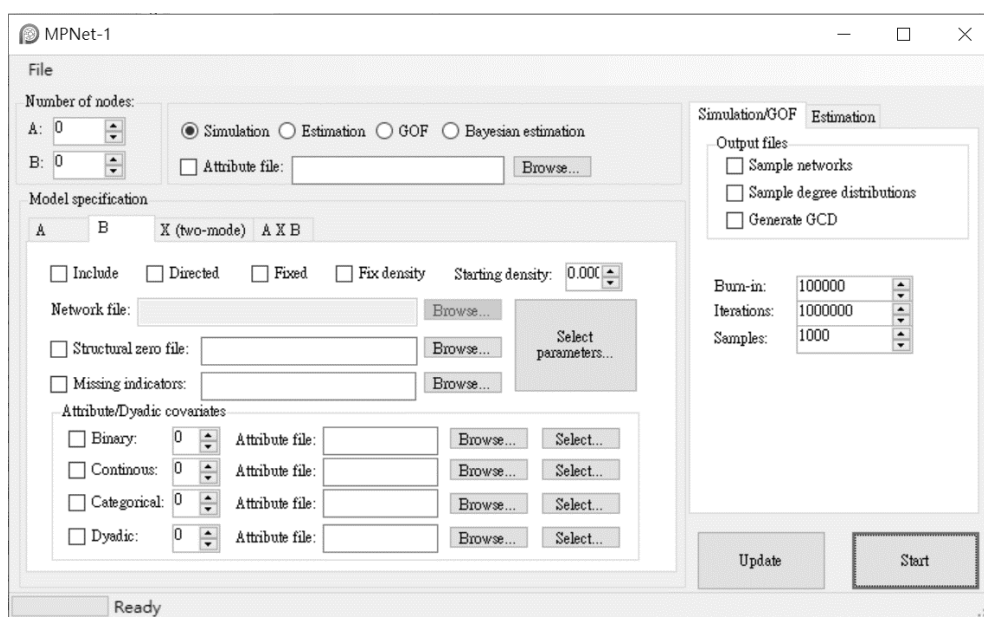 MPNet-1
File
Number of nodes:
A: 0
B: 0
Simulation Estimation GOF Bayesian estimation
Attribute file: Browse...
Model specification
A B X (two-mode) A X B
Include Directed Fixed Fix density Starting density: 0.000
Network file: Browse...
Structural zero file: Browse...
Missing indicators: Browse...
Select
parameters...
Attribute/Dyadic covariates
Binary: 0 Attribute file: Browse... Select...
Continous: 0 Attribute file: Browse... Select...
Categorical: 0 Attribute file: Browse... Select...
Dyadic: 0 Attribute file: Browse... Select...
Simulation/GOF Estimation
Output files
Sample networks
Sample degree distributions
Generate GCD
Burn-in: 100000
Iterations: 1000000
Samples: 1000
Update Start
Ready